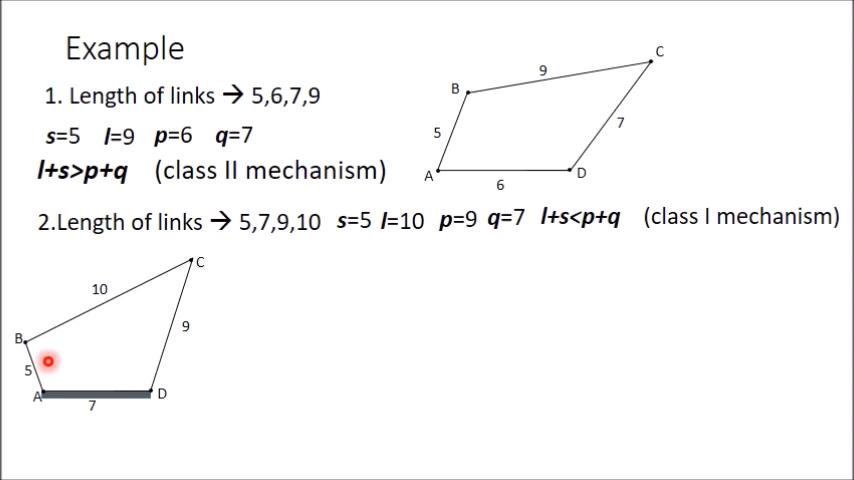 Example
1. Length of links → 5,6,7,9
s=5 l=9 p=6 q=7
l+s>p+q (class II mechanism)
C
9
B
5
7
A
D
6
2.Length of links → 5,7,9,10 s=5 l=10 p=9 q=7 l+s<p+q (class I mechanism)
C
10
9
B
5
A
D
7